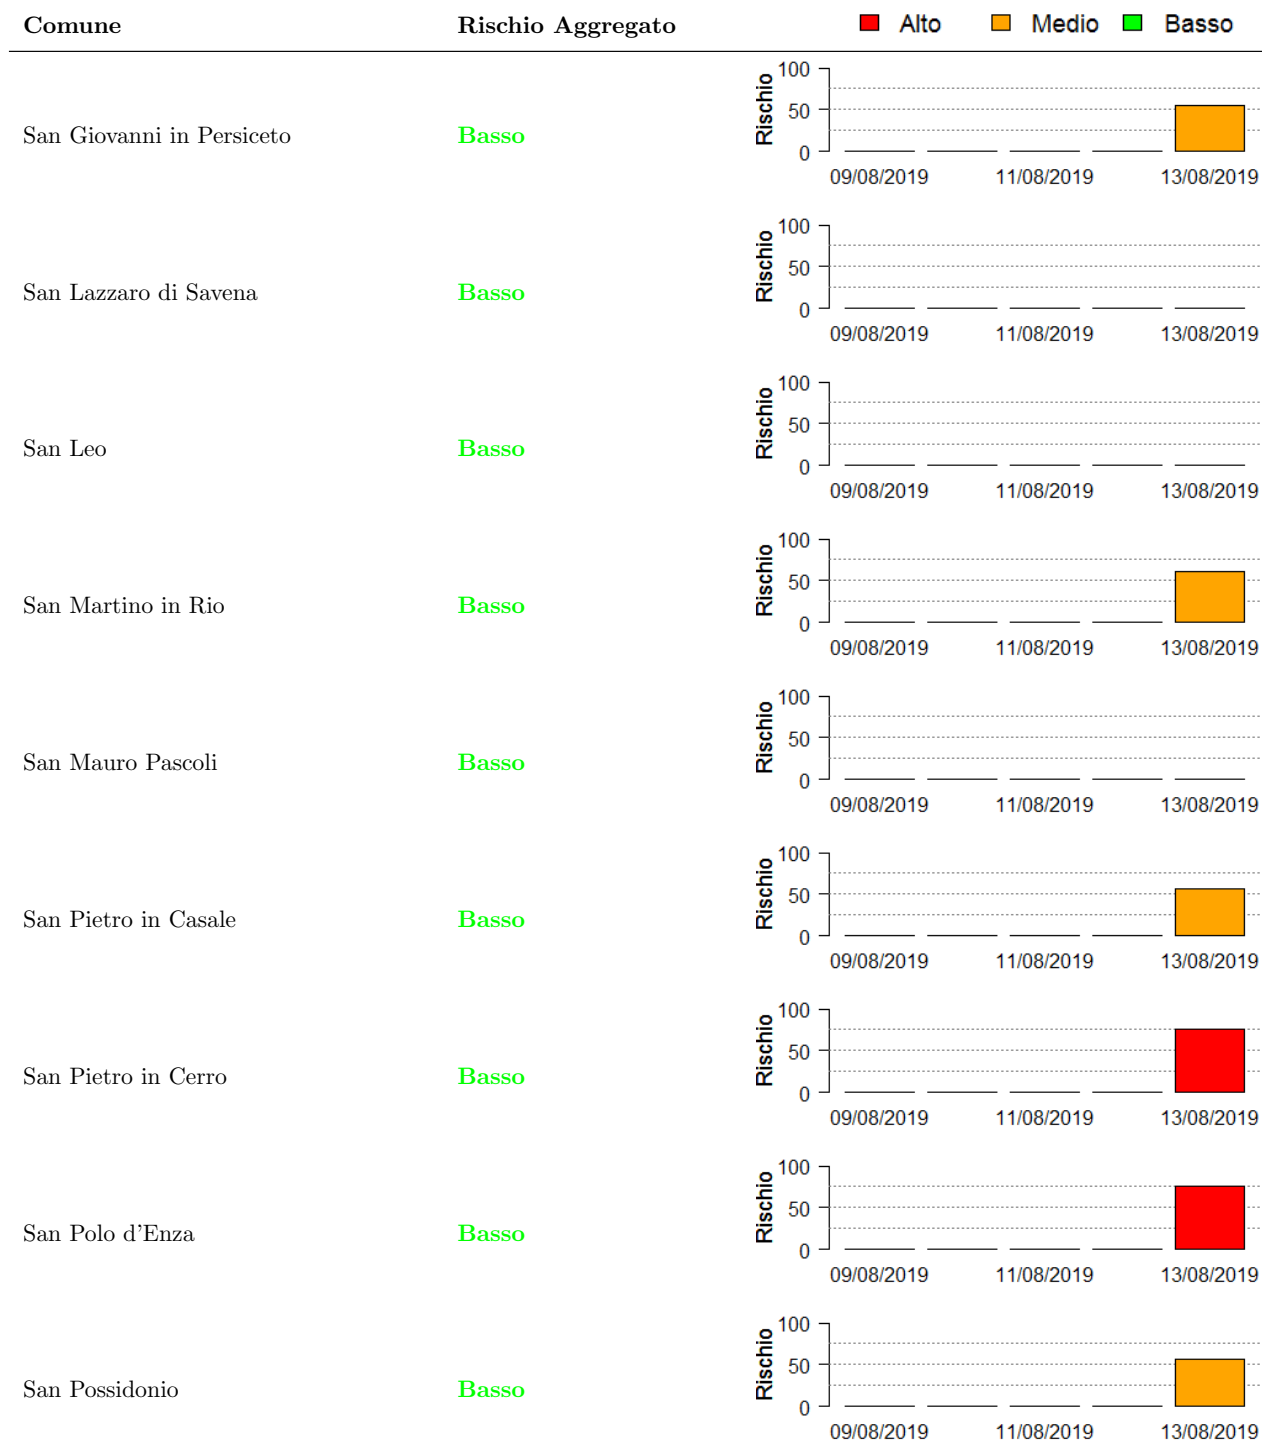 Comune Rischio Aggregato Alto Medio Basso
San Giovanni in Persiceto Basso
Rischio
100
50
0
09/08/2019 11/08/2019 13/08/2019
San Lazzaro di Savena Basso
Rischio
100
50
0
09/08/2019 11/08/2019 13/08/2019
San Leo Basso
Rischio
100
50
0
09/08/2019 11/08/2019 13/08/2019
San Martino in Rio Basso
Rischio
100
50
0
09/08/2019 11/08/2019 13/08/2019
San Mauro Pascoli Basso
Rischio
100
50
0
09/08/2019 11/08/2019 13/08/2019
San Pietro in Casale Basso
Rischio
100
50
0
09/08/2019 11/08/2019 13/08/2019
San Pietro in Cerro Basso
Rischio
100
50
0
09/08/2019 11/08/2019 13/08/2019
San Polo d'Enza Basso
Rischio
100
50
0
09/08/2019 11/08/2019 13/08/2019
San Possidonio Basso
Rischio
100
50
0
09/08/2019 11/08/2019 13/08/2019